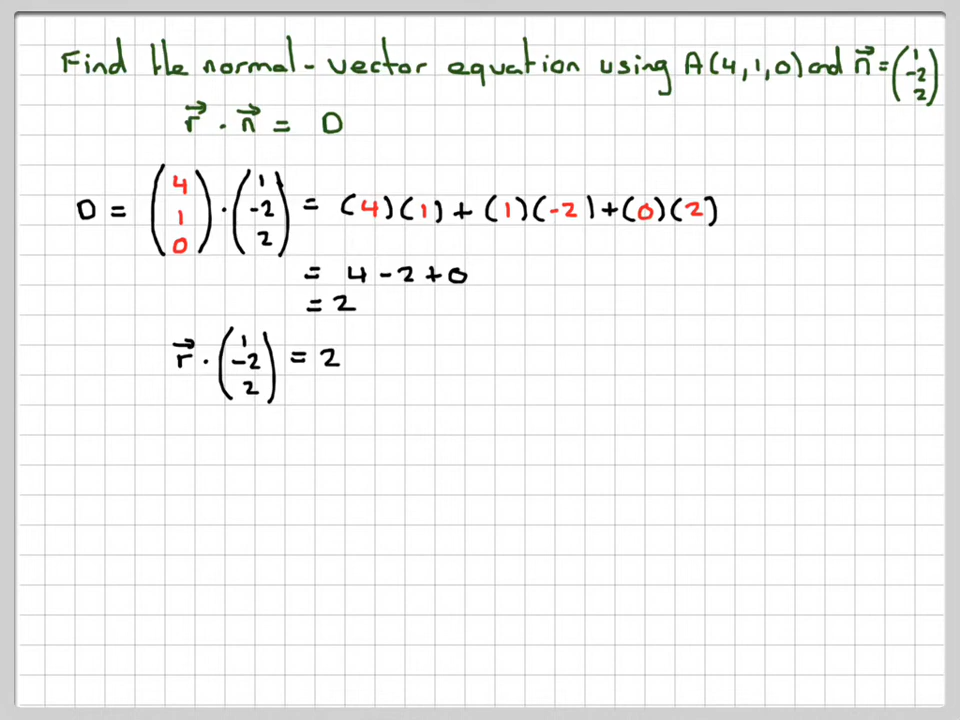 Find the normal-vector equation using A(4,1,0) and n⃗ = (1 -2 2)
r⃗ · n⃗ = D
D = (4 1 0) · (1 -2 2) = (4)(1) + (1)(-2) + (0)(2)
= 4 - 2 + 0
= 2
r⃗ · (1 -2 2) = 2